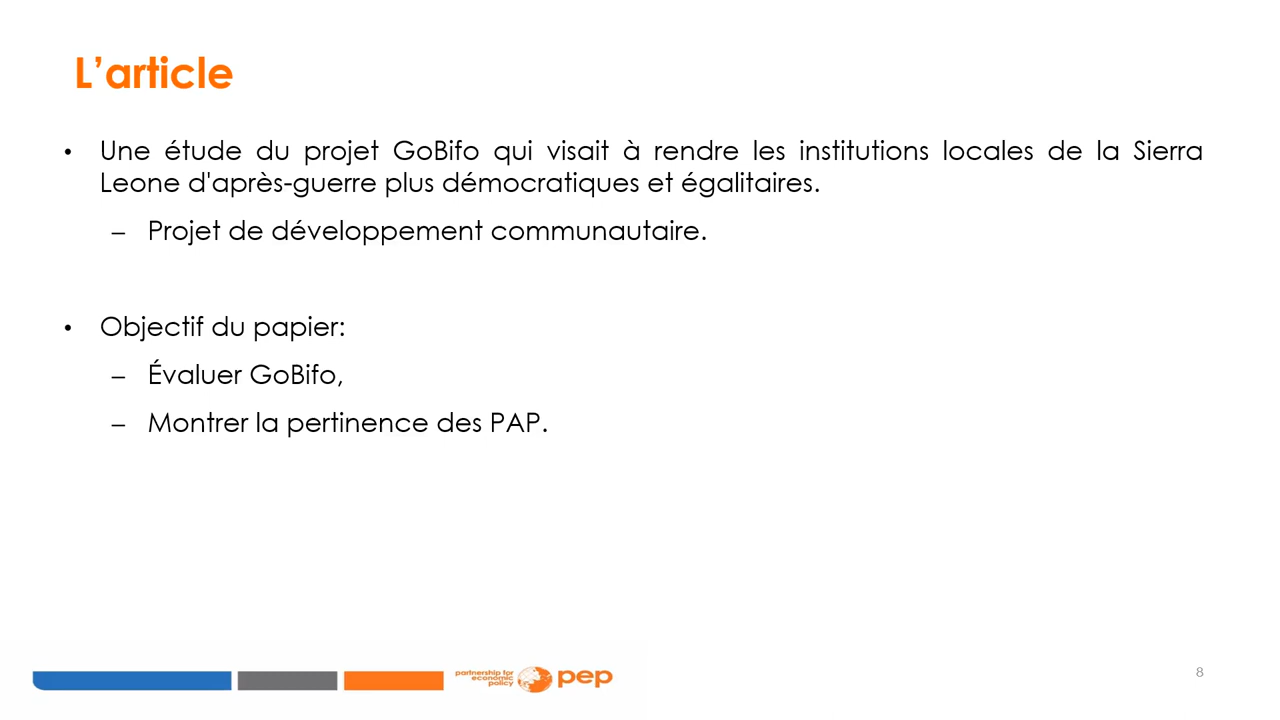 L’article
• Une étude du projet GoBifo qui visait à rendre les institutions locales de la Sierra
Leone d'après-guerre plus démocratiques et égalitaires.
– Projet de développement communautaire.
• Objectif du papier:
– Évaluer GoBifo,
– Montrer la pertinence des PAP.
partnership for
economic
policy
pep
8